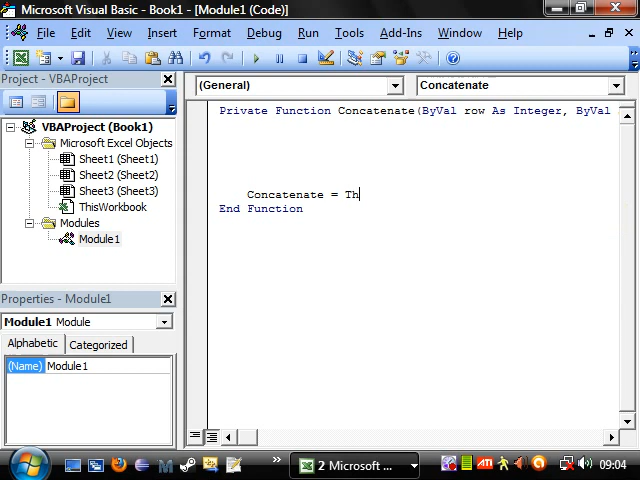 Microsoft Visual Basic - Book1 - [Module1 (Code)]
File Edit View Insert Format Debug Run Tools Add-Ins Window Help
Project - VBAProject
(General)
Concatenate
VBAProject (Book1)
Microsoft Excel Objects
Sheet1 (Sheet1)
Sheet2 (Sheet2)
Sheet3 (Sheet3)
ThisWorkbook
Modules
Module1
Private Function Concatenate(ByVal row As Integer, ByVal
Concatenate = Th
End Function
Properties - Module1
Module1 Module
Alphabetic Categorized
(Name) Module1
2 Microsoft ...
ATI
09:04